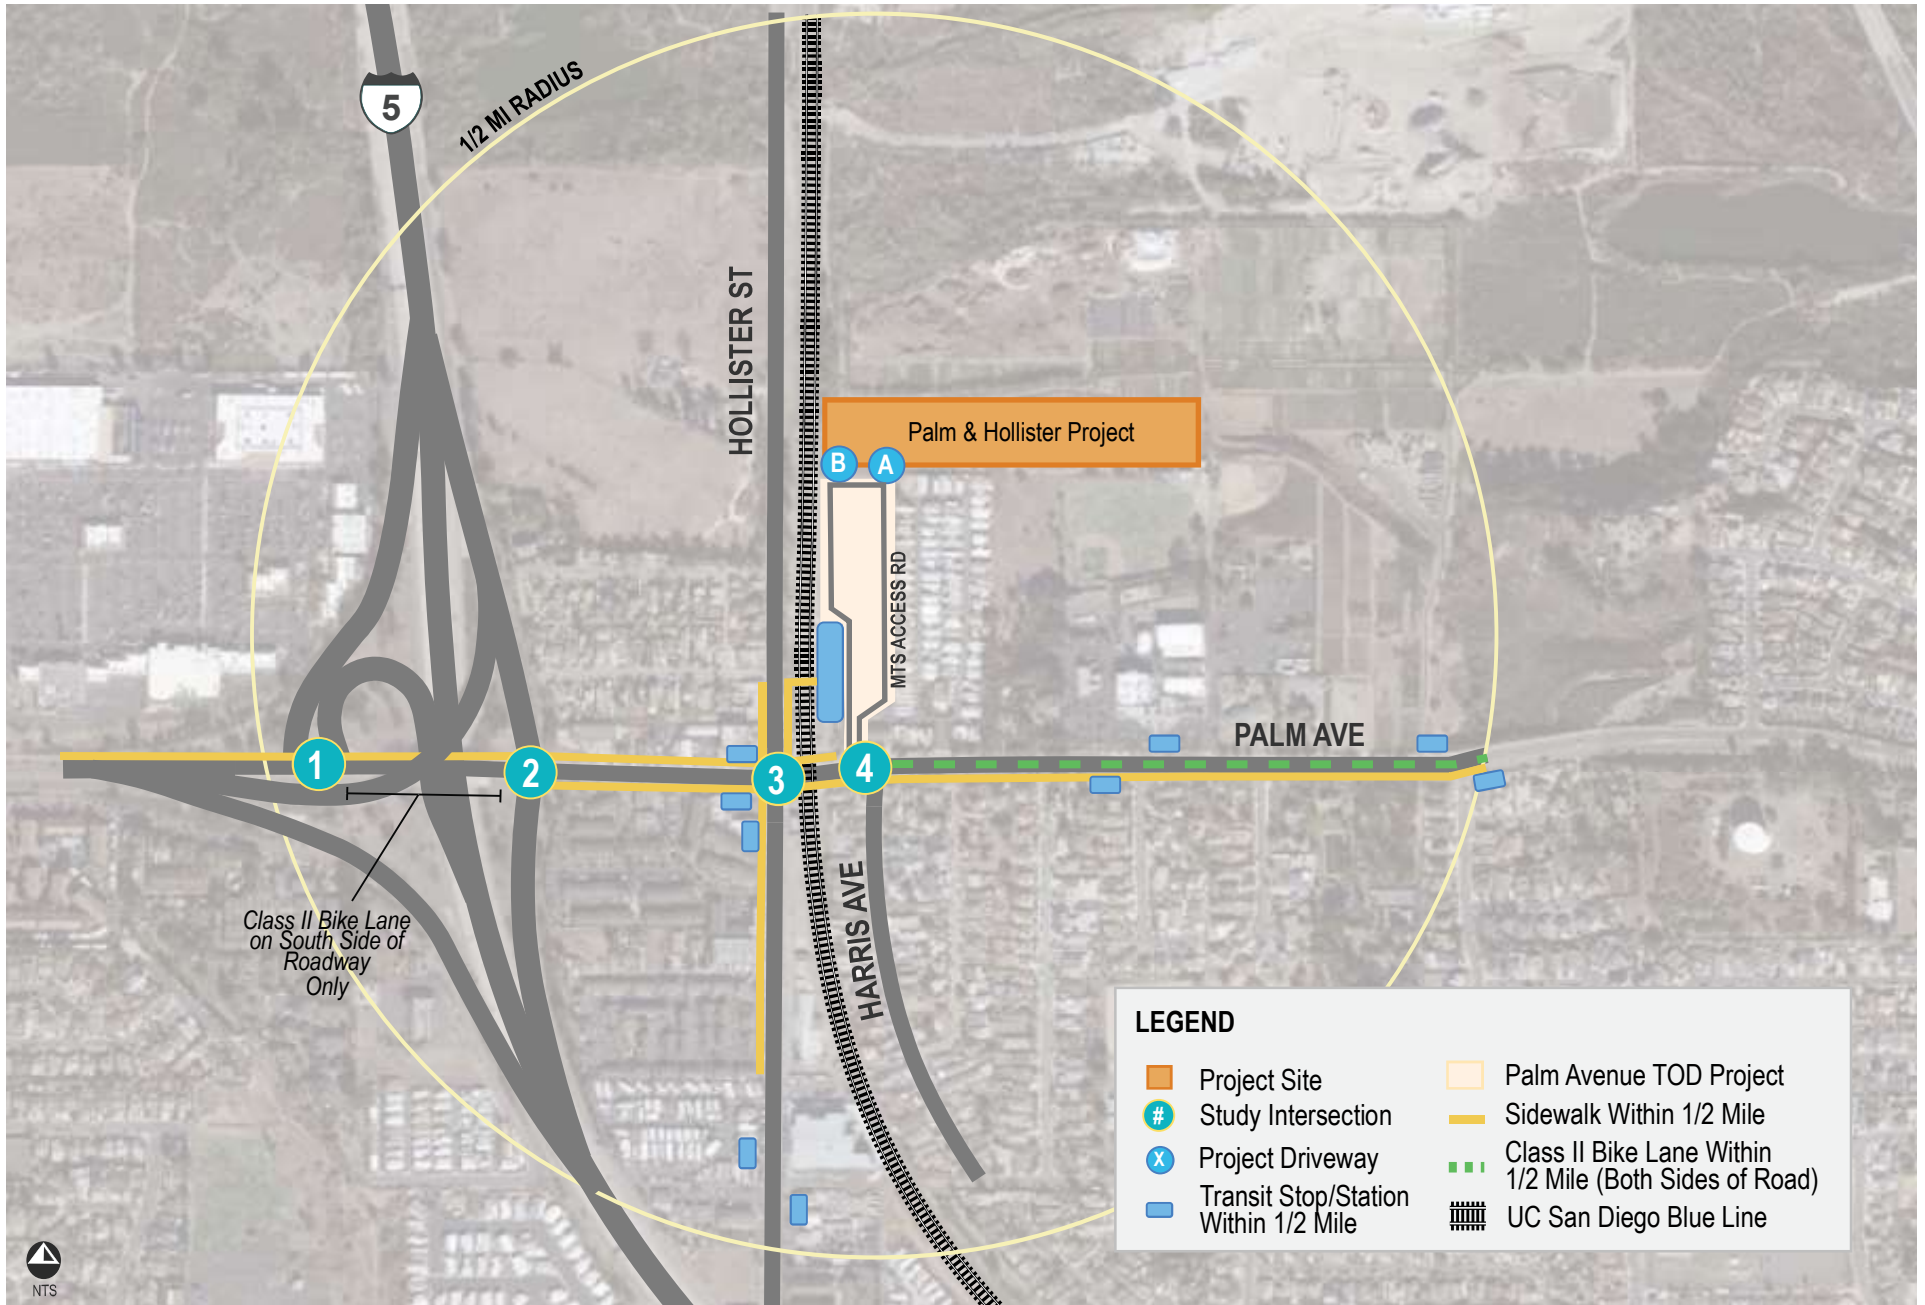 5
1/2 MI RADIUS
HOLLISTER ST
Palm & Hollister Project
B
A
MTS ACCESS RD
PALM AVE
1
2
3
4
HARRIS AVE
Class II Bike Lane
on South Side of
Roadway
Only
LEGEND
Project Site
# Study Intersection
X Project Driveway
Transit Stop/Station
Within 1/2 Mile
Palm Avenue TOD Project
Sidewalk Within 1/2 Mile
Class II Bike Lane Within
1/2 Mile (Both Sides of Road)
UC San Diego Blue Line
NTS